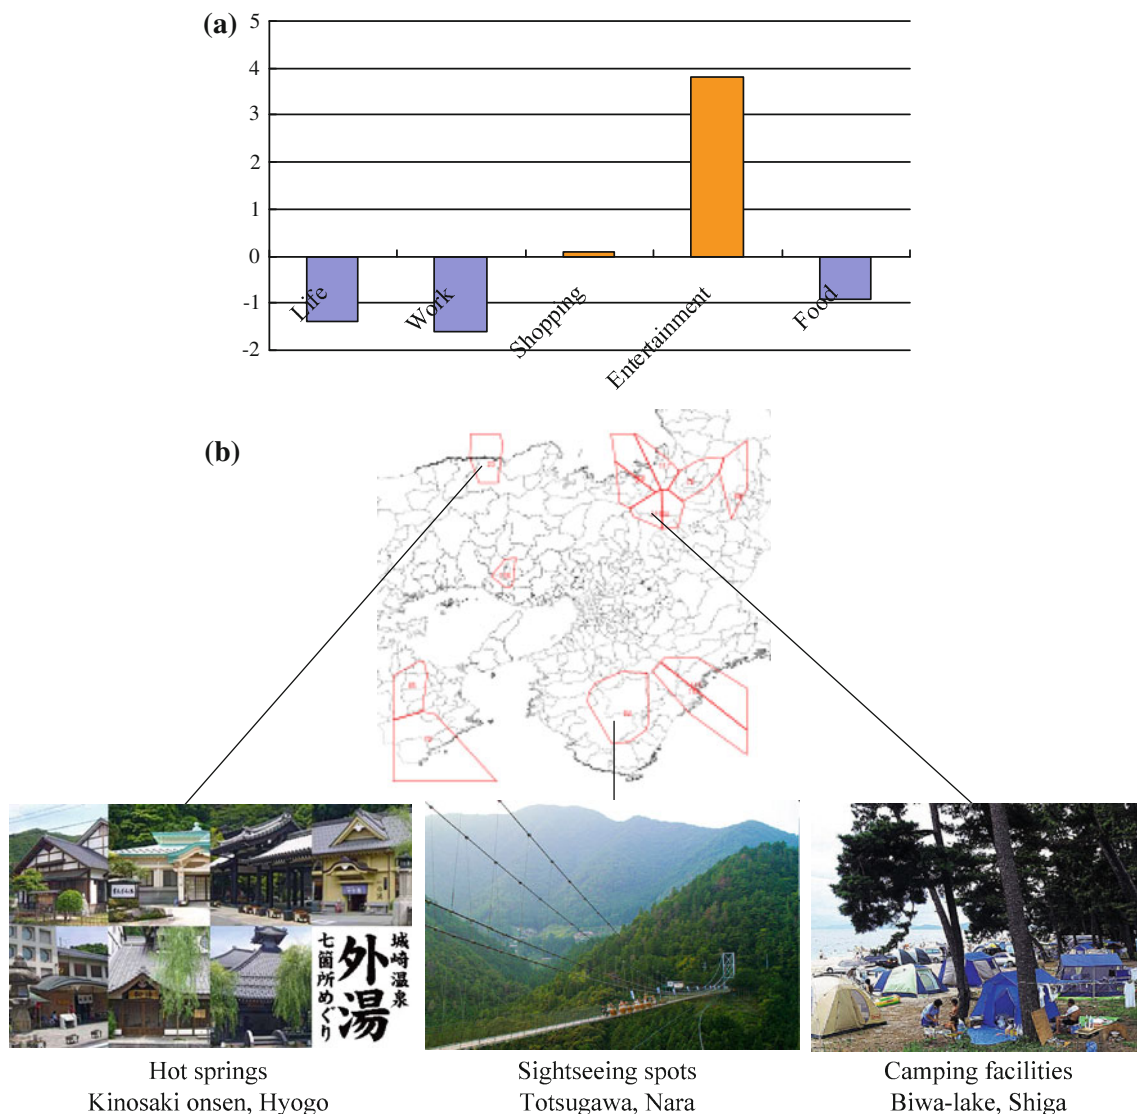 (a)
5
4
3
2
1
0
-1
-2
Life
Work
Shopping
Entertainment
Food
(b)
城崎温泉
外湯
七箇所めぐり
Hot springs
Kinosaki onsen, Hyogo
Sightseeing spots
Totsugawa, Nara
Camping facilities
Biwa-lake, Shiga